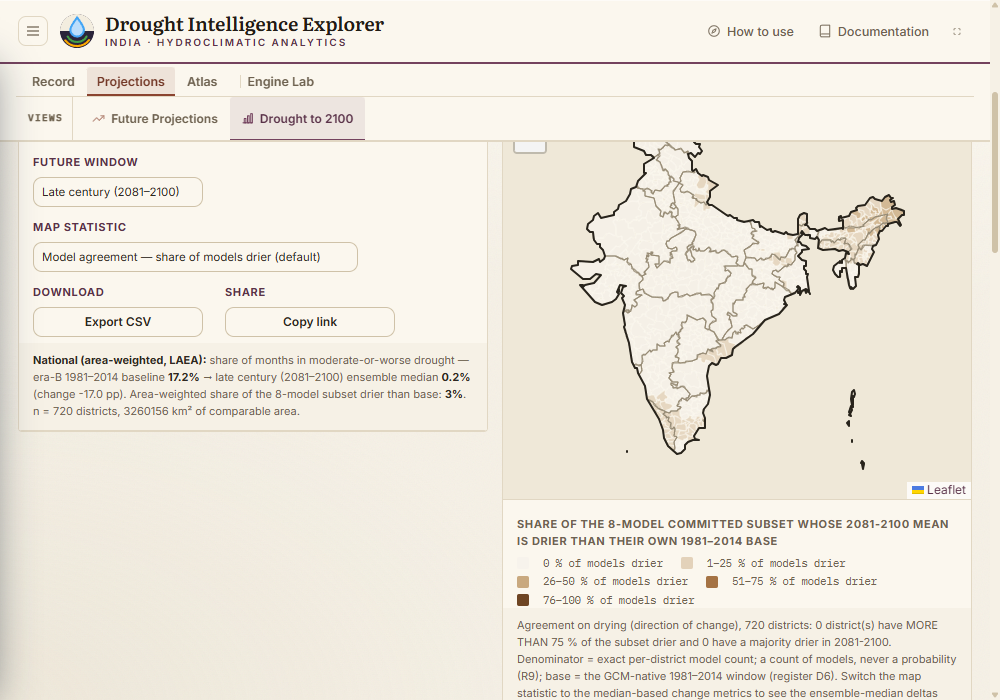 Drought Intelligence Explorer
INDIA · HYDROCLIMATIC ANALYTICS
How to use
Documentation
Record
Projections
Atlas
Engine Lab
VIEWS
Future Projections
Drought to 2100
FUTURE WINDOW
Late century (2081–2100)
MAP STATISTIC
Model agreement — share of models drier (default)
DOWNLOAD
SHARE
Export CSV
Copy link
National (area-weighted, LAEA): share of months in moderate-or-worse drought —
era-B 1981–2014 baseline 17.2% → late century (2081–2100) ensemble median 0.2%
(change -17.0 pp). Area-weighted share of the 8-model subset drier than base: 3%.
n = 720 districts, 3260156 km² of comparable area.
Leaflet
SHARE OF THE 8-MODEL COMMITTED SUBSET WHOSE 2081-2100 MEAN
IS DRIER THAN THEIR OWN 1981–2014 BASE
0 % of models drier
1–25 % of models drier
26–50 % of models drier
51–75 % of models drier
76–100 % of models drier
Agreement on drying (direction of change), 720 districts: 0 district(s) have MORE
THAN 75 % of the subset drier and 0 have a majority drier in 2081-2100.
Denominator = exact per-district model count; a count of models, never a probability
(R9); base = the GCM-native 1981–2014 window (register D6). Switch the map
statistic to the median-based change metrics to see the ensemble-median deltas